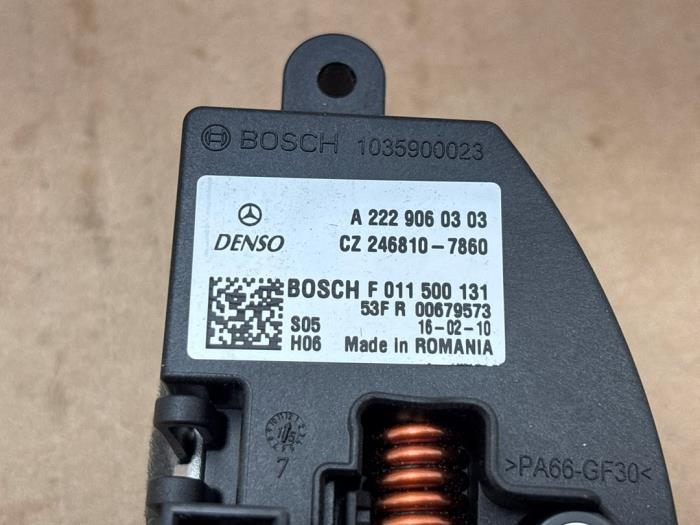 BOSCH 1035900023
A 222 906 03 03
DENSO CZ 246810-7860
BOSCH F 011 500 131
53F R 00679573
S05 16-02-10
H06 Made in ROMANIA
7
>PA66-GF30<